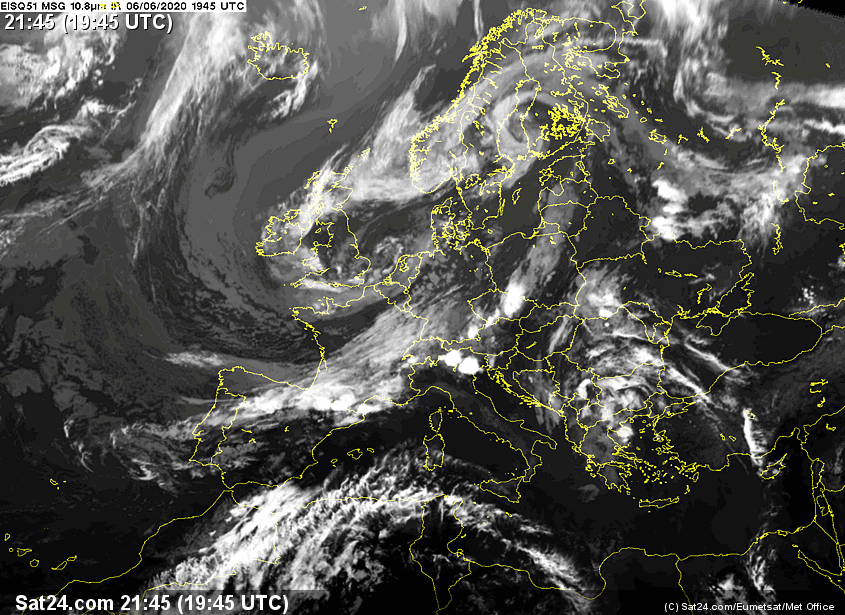 EISQ51 MSG 10.8µm IR 06/06/2020 1945 UTC
21:45 (19:45 UTC)
Sat24.com 21:45 (19:45 UTC)
(C) Sat24.com/Eumetsat/Met Office